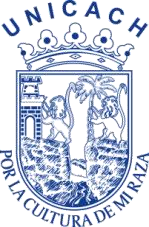 UNICACH
POR LA CULTURA DE MI RAZA